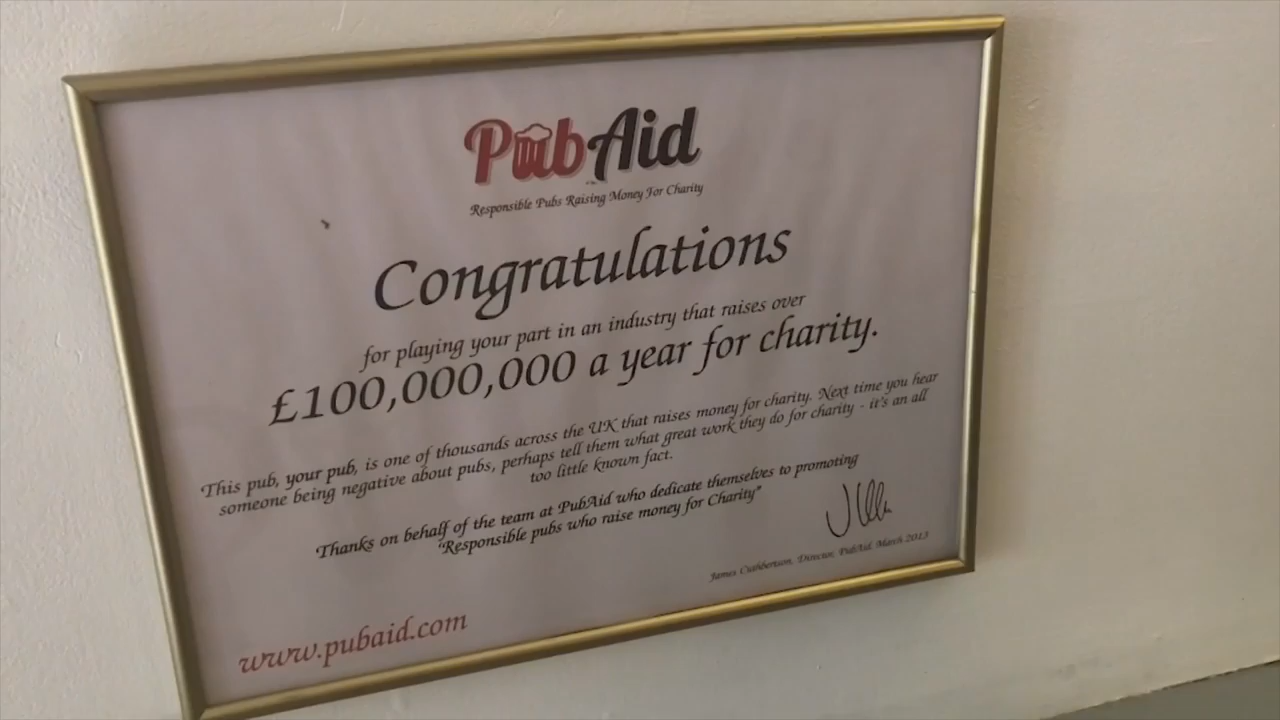 PubAid
Responsible Pubs Raising Money For Charity
Congratulations
for playing your part in an industry that raises over
£100,000,000 a year for charity.
This pub, your pub, is one of thousands across the UK that raises money for charity. Next time you hear
someone being negative about pubs, perhaps tell them what great work they do for charity - it's an all
too little known fact.
Thanks on behalf of the team at PubAid who dedicate themselves to promoting
"Responsible pubs who raise money for Charity"
James Cuthbertson, Director, PubAid. March 2013
www.pubaid.com